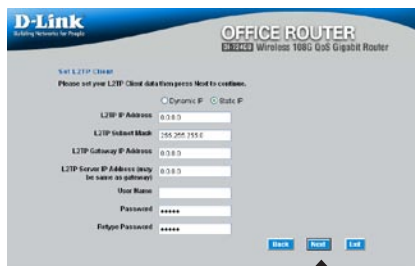 D-Link
Building Networks for People
OFFICE ROUTER
Wireless 108G QoS Gigabit Router
Set L2TP Client
Please set your L2TP Client data then press Next to continue.
Dynamic IP Static IP
L2TP IP Address 0.0.0.0
L2TP Subnet Mask 255.255.255.0
L2TP Gateway IP Address 0.0.0.0
L2TP Server IP Address (may be same as gateway) 0.0.0.0
User Name
Password •••••
Retype Password •••••
Back Next Exit